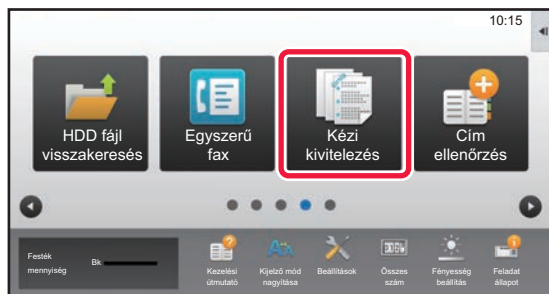 10:15
HDD fájl
visszakeresés
Egyszerű
fax
Kézi
kivitelezés
Cím
ellenőrzés
Festék
mennyiség
Bk
Kezelési
útmutató
Kijelző mód
nagyítása
Beállítások
Összes
szám
Fényesség
beállítás
Feladat
állapot